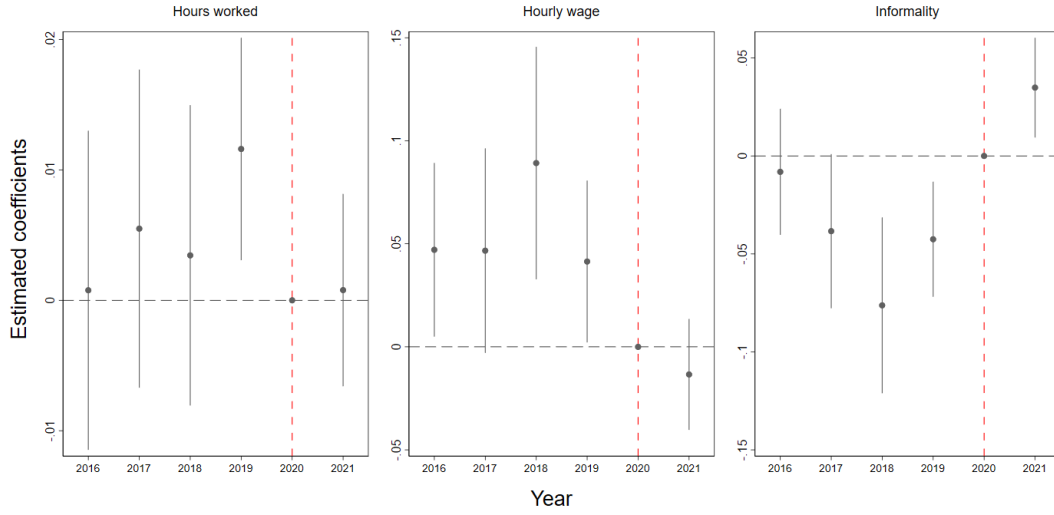 Hours worked
Hourly wage
Informality
Estimated coefficients
.02
.01
0
-.01
2016 2017 2018 2019 2020 2021
.15
.1
.05
0
-.05
2016 2017 2018 2019 2020 2021
.05
0
-.05
-.1
-.15
2016 2017 2018 2019 2020 2021
Year